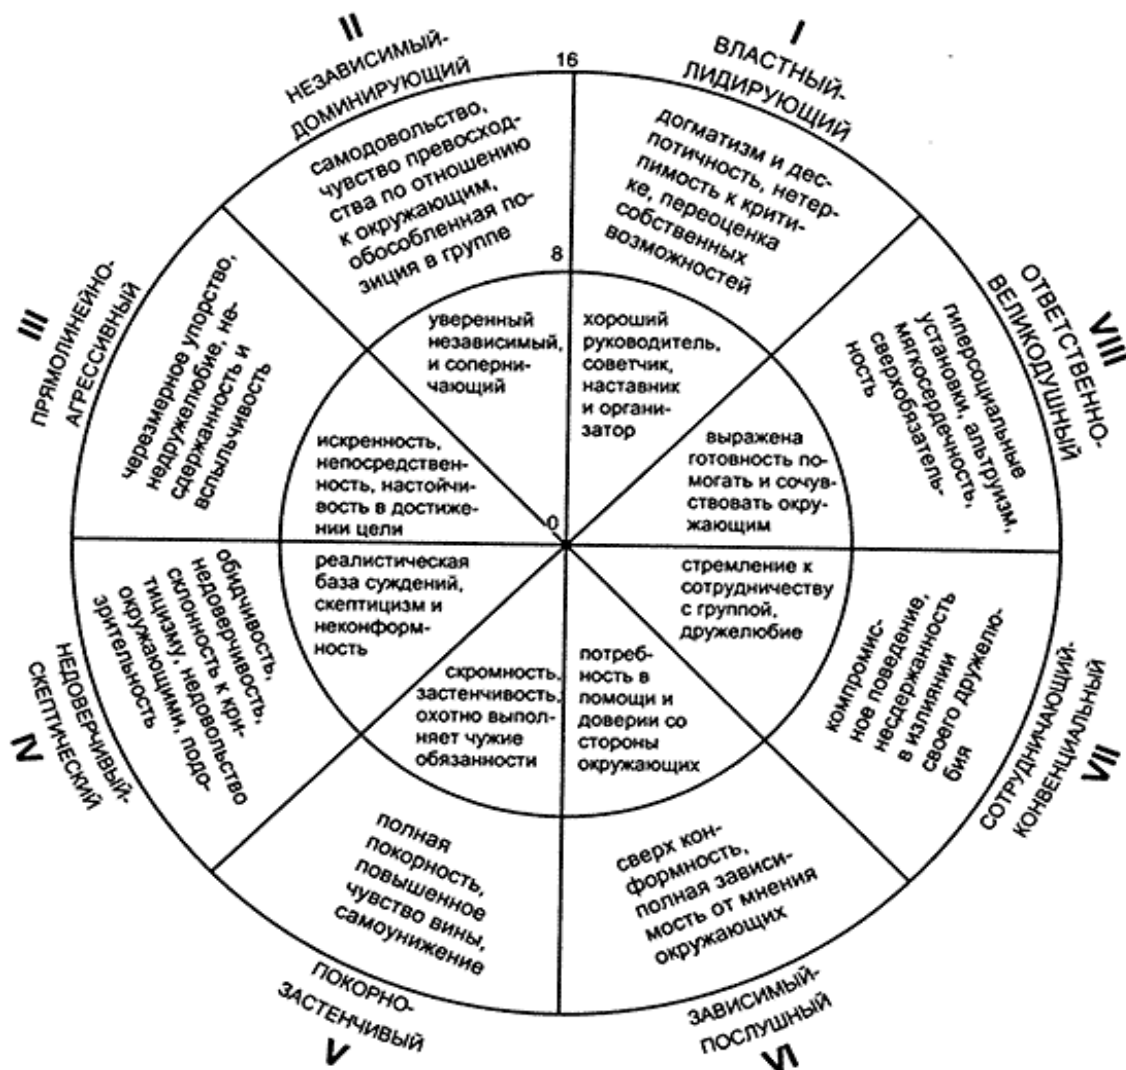 I
ВЛАСТНЫЙ-
ЛИДИРУЮЩИЙ
догматизм и дес-
потичность, нетер-
пимость к крити-
ке, переоценка
собственных
возможностей
хороший
руководитель,
советчик,
наставник
и органи-
затор
II
НЕЗАВИСИМЫЙ-
ДОМИНИРУЮЩИЙ
самодовольство,
чувство превосход-
ства по отношению
к окружающим,
обособленная по-
зиция в группе
уверенный
независимый,
и соперни-
чающий
16
8
0
III
ПРЯМОЛИНЕЙНО-
АГРЕССИВНЫЙ
черезмерное упорство,
недружелюбие, не-
сдержанность и
вспыльчивость
искренность,
непосредствен-
ность, настойчи-
вость в достиже-
нии цели
IV
НЕДОВЕРЧИВЫЙ-
СКЕПТИЧЕСКИЙ
обидчивость,
недоверчивость,
склонность к кри-
тицизму, недовольство
окружающими, подо-
зрительность
реалистическая
база суждений,
скептицизм и
неконформ-
ность
V
ПОКОРНО-
ЗАСТЕНЧИВЫЙ
полная
покорность,
повышенное
чувство вины,
самоунижение
скромность,
застенчивость,
охотно выпол-
няет чужие
обязанности
VI
ЗАВИСИМЫЙ-
ПОСЛУШНЫЙ
сверх кон-
формность,
полная зависи-
мость от мнения
окружающих
потреб-
ность в
помощи и
доверии со
стороны
окружающих
VII
СОТРУДНИЧАЮЩИЙ-
КОНВЕНЦИАЛЬНЫЙ
компромис-
ное поведение,
несдержанность
в излиянии
своего дружелю-
бия
стремление к
сотрудничеству
с группой,
дружелюбие
VIII
ОТВЕТСТВЕННО-
ВЕЛИКОДУШНЫЙ
гиперсоциальные
установки, альтруизм,
мягкосердечность,
сверхобязатель-
ность
выражена
готовность по-
могать и сочув-
ствовать окру-
жающим